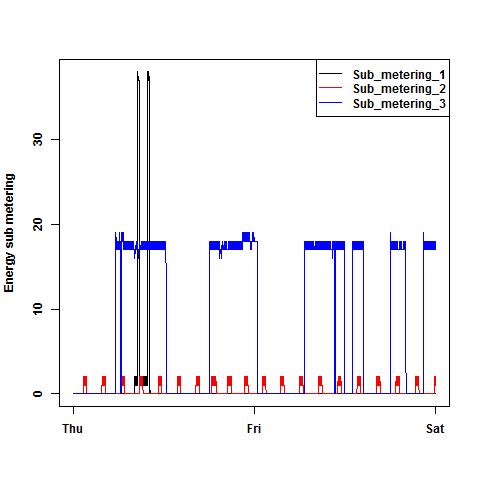 Sub_metering_1
Sub_metering_2
Sub_metering_3
Energy sub metering
30
20
10
0
Thu Fri Sat